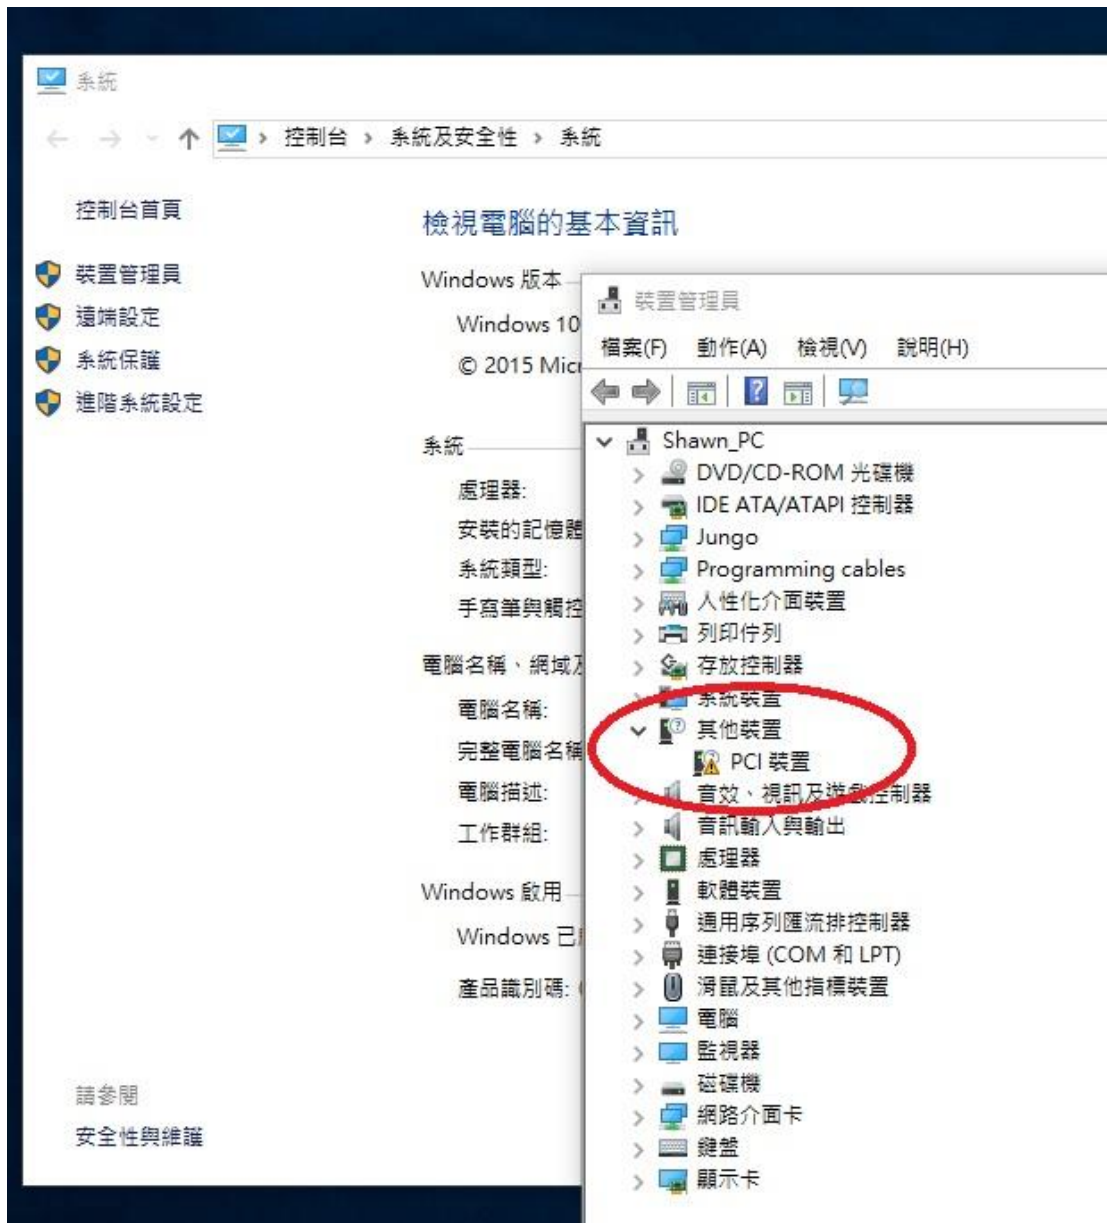 系統
控制台 › 系統及安全性 › 系統
控制台首頁
裝置管理員
遠端設定
系統保護
進階系統設定
請參閱
安全性與維護
檢視電腦的基本資訊
Windows 版本
Windows 10
© 2015 Micr
系統
處理器:
安裝的記憶體
系統類型:
手寫筆與觸控
電腦名稱、網域及
電腦名稱:
完整電腦名稱
電腦描述:
工作群組:
Windows 啟用
Windows 已
產品識別碼:
裝置管理員
檔案(F) 動作(A) 檢視(V) 說明(H)
Shawn_PC
DVD/CD-ROM 光碟機
IDE ATA/ATAPI 控制器
Jungo
Programming cables
人性化介面裝置
列印佇列
存放控制器
系統裝置
其他裝置
PCI 裝置
音效、視訊及遊戲控制器
音訊輸入與輸出
處理器
軟體裝置
通用序列匯流排控制器
連接埠 (COM 和 LPT)
滑鼠及其他指標裝置
電腦
監視器
磁碟機
網路介面卡
鍵盤
顯示卡